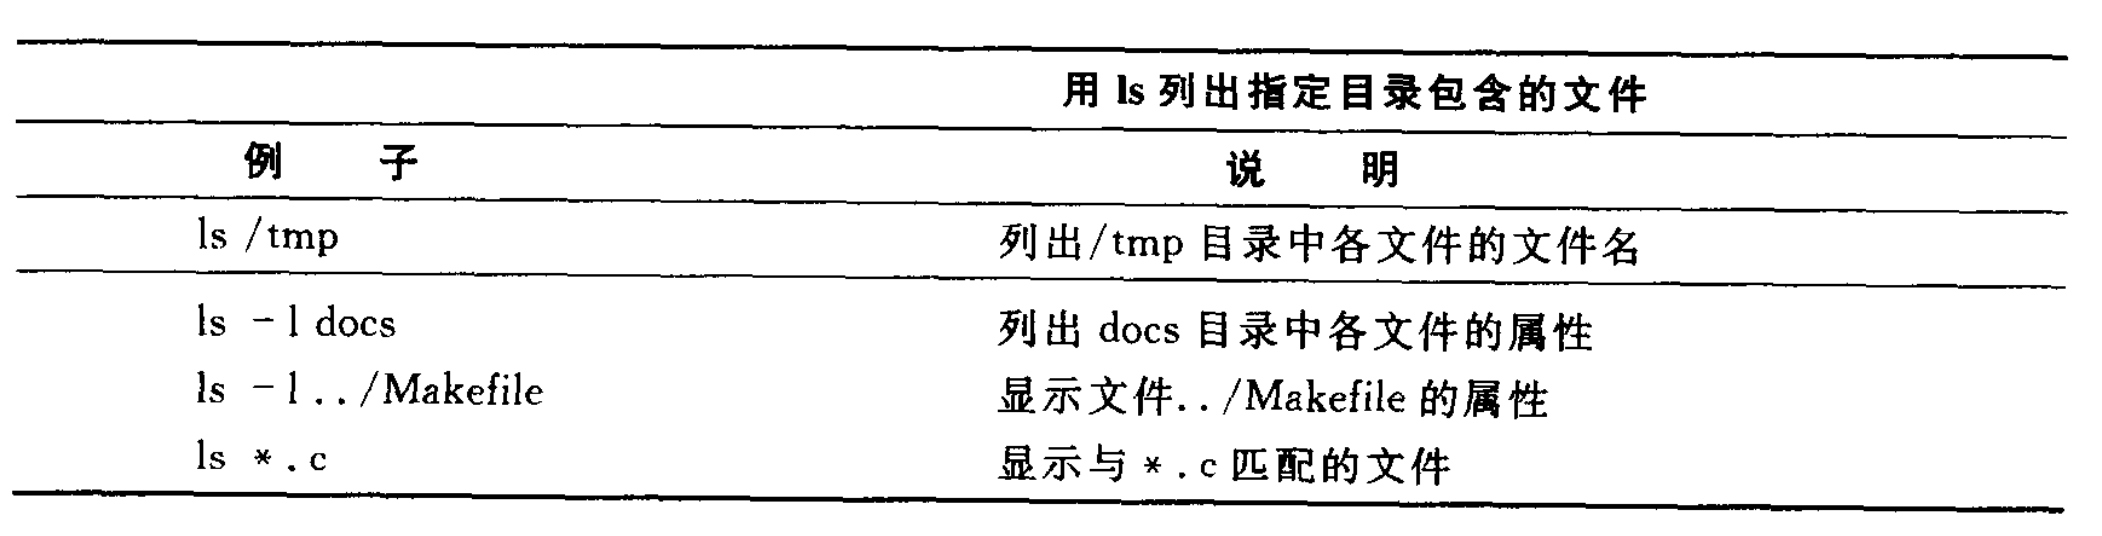 用 ls 列出指定目录包含的文件
例 子 说 明
ls /tmp 列出/tmp 目录中各文件的文件名
ls -l docs 列出 docs 目录中各文件的属性
ls -l ../Makefile 显示文件../Makefile 的属性
ls *.c 显示与 *.c 匹配的文件